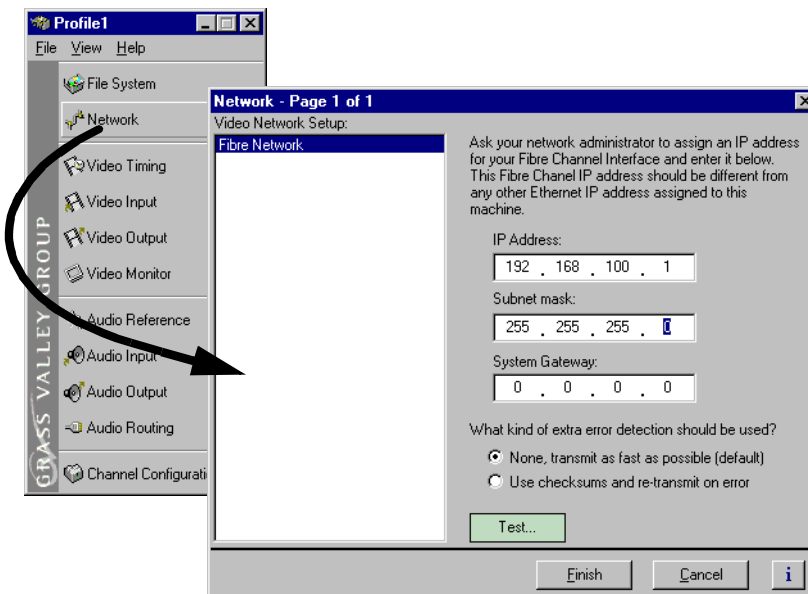 Profile1
File View Help
File System
Network
Video Timing
Video Input
Video Output
Video Monitor
Audio Reference
Audio Input
Audio Output
Audio Routing
Channel Configurati
GRASS VALLEY GROUP
Network - Page 1 of 1
Video Network Setup:
Fibre Network
Ask your network administrator to assign an IP address
for your Fibre Channel Interface and enter it below.
This Fibre Chanel IP address should be different from
any other Ethernet IP address assigned to this
machine.
IP Address:
192 . 168 . 100 . 1
Subnet mask:
255 . 255 . 255 . 0
System Gateway:
0 . 0 . 0 . 0
What kind of extra error detection should be used?
None, transmit as fast as possible (default)
Use checksums and re-transmit on error
Test...
Finish Cancel i